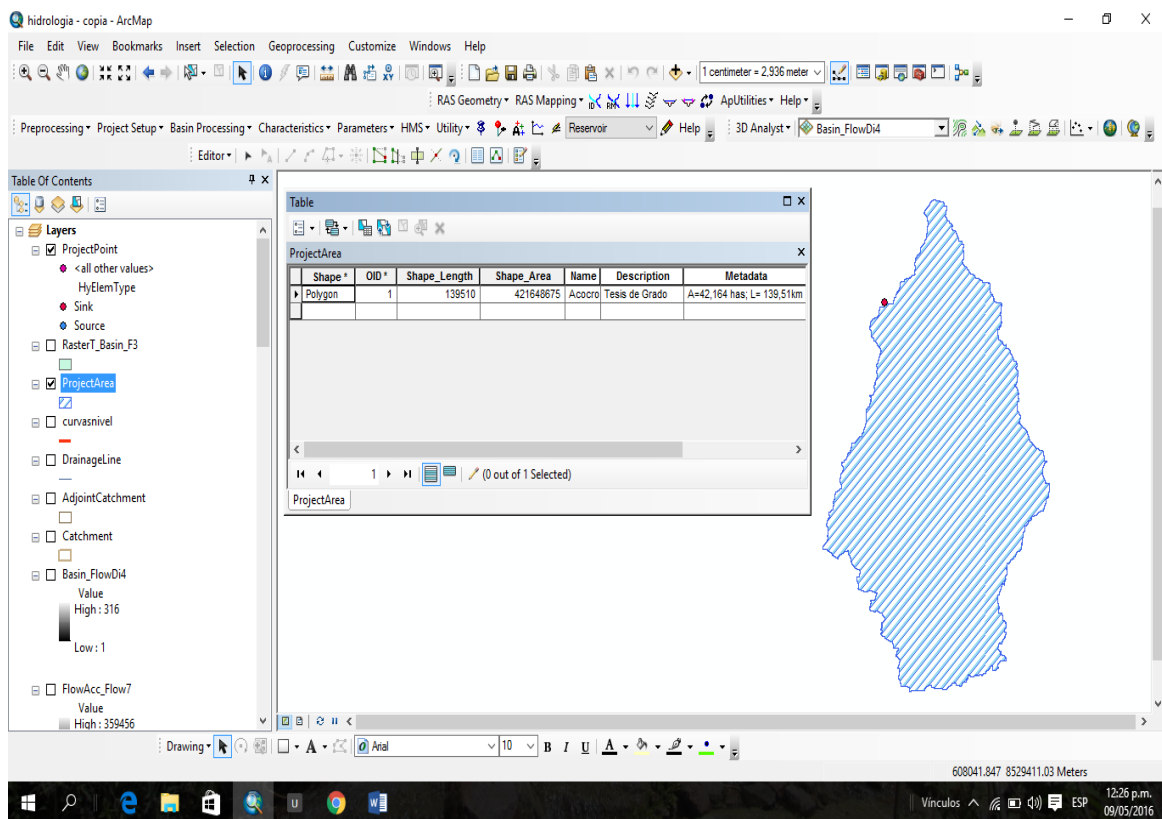 hidrologia - copia - ArcMap
File Edit View Bookmarks Insert Selection Geoprocessing Customize Windows Help
1 centimeter = 2,936 meter
RAS Geometry RAS Mapping ApUtilities Help
Preprocessing Project Setup Basin Processing Characteristics Parameters HMS Utility Reservoir Help 3D Analyst Basin_FlowDi4
Editor
Table Of Contents
Layers
ProjectPoint
<all other values>
HyElemType
Sink
Source
RasterT_Basin_F3
ProjectArea
curvasnivel
DrainageLine
AdjointCatchment
Catchment
Basin_FlowDi4
Value
High : 316
Low : 1
FlowAcc_Flow7
Value
High : 359456
Table
ProjectArea
Shape * OID * Shape_Length Shape_Area Name Description Metadata
Polygon 1 139510 421648675 Acocro Tesis de Grado A=42,164 has; L= 139,51km
1 (0 out of 1 Selected)
ProjectArea
Drawing A Arial 10 B I U A
608041.847 8529411.03 Meters
Vínculos ESP 12:26 p.m.
09/05/2016